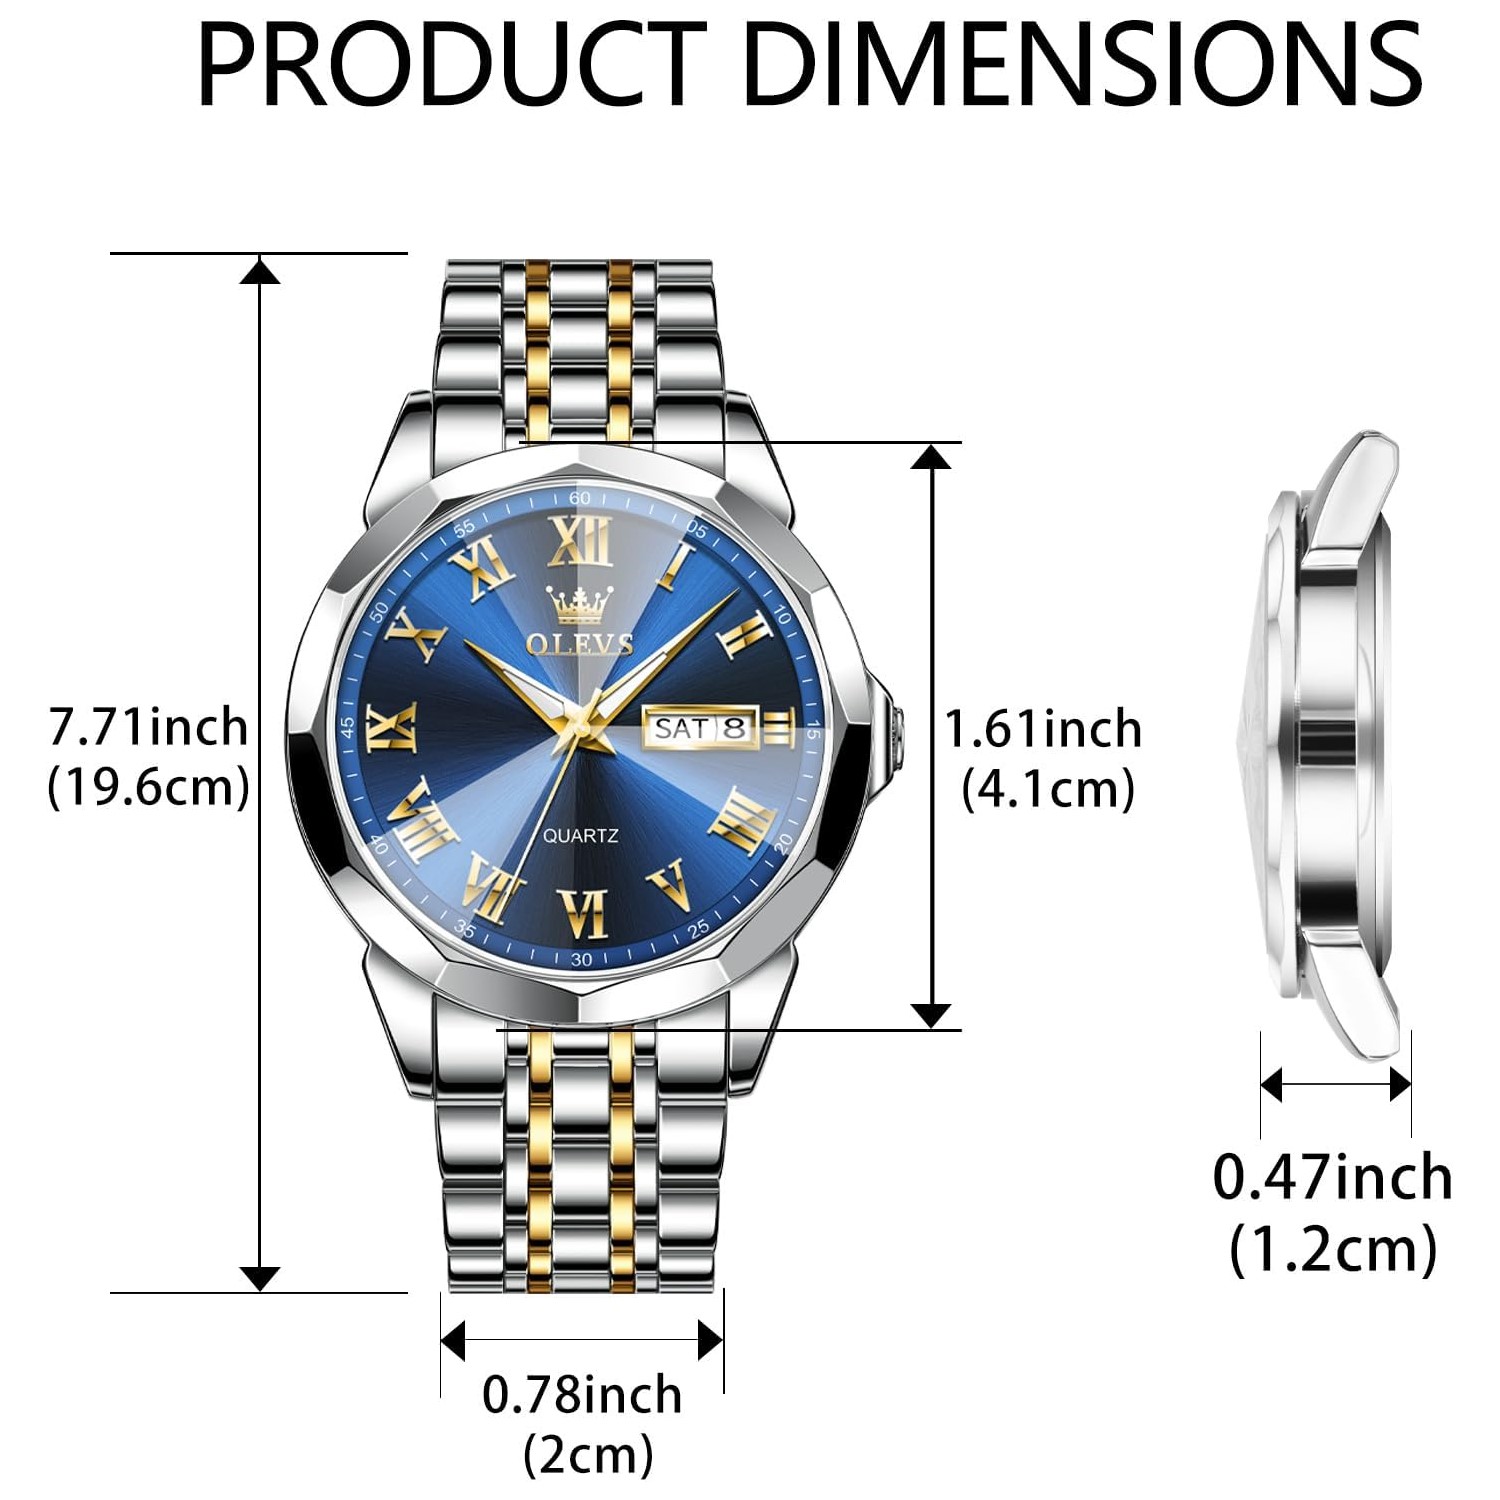 PRODUCT DIMENSIONS
60
55
05
XII
XI
I
50
10
X
II
OLEVS
7.71inch
(19.6cm)
45
IX
SAT 8
III
15
1.61inch
(4.1cm)
VIII
QUARTZ
IIII
40
20
VII
VI
V
35
25
30
0.47inch
(1.2cm)
0.78inch
(2cm)